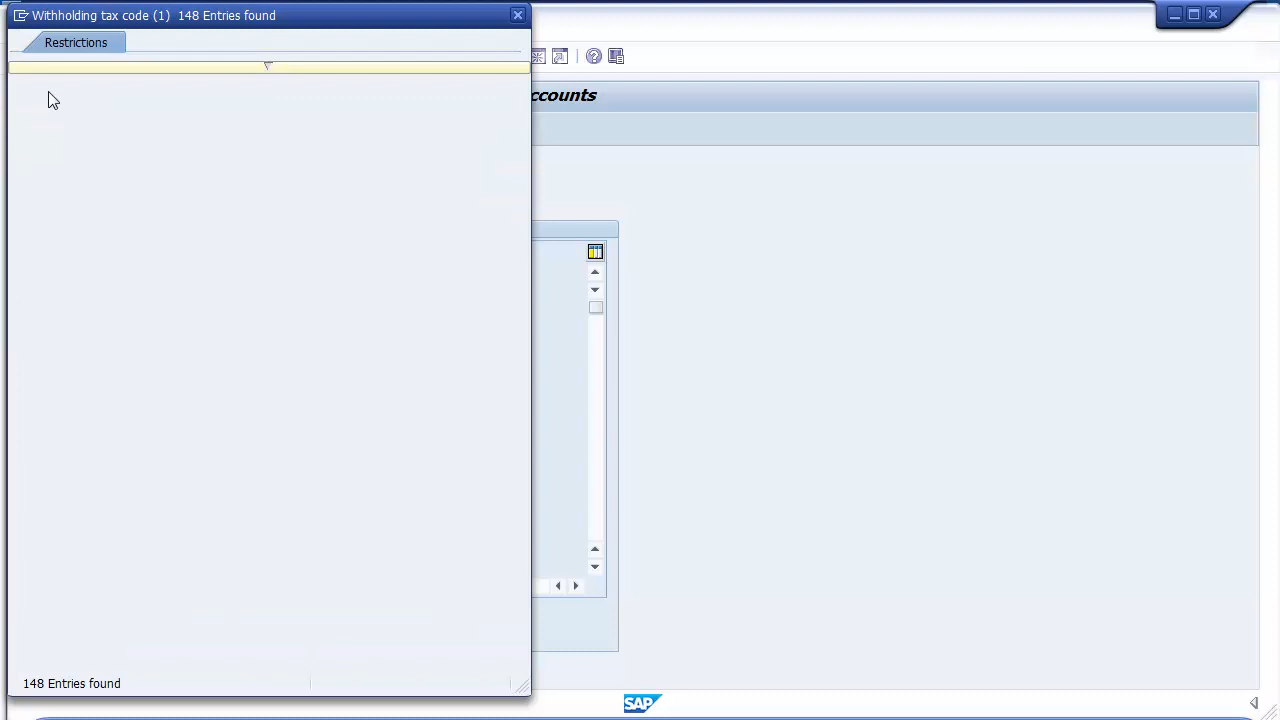 Withholding tax code (1)  148 Entries found
Restrictions
ccounts
148 Entries found
SAP